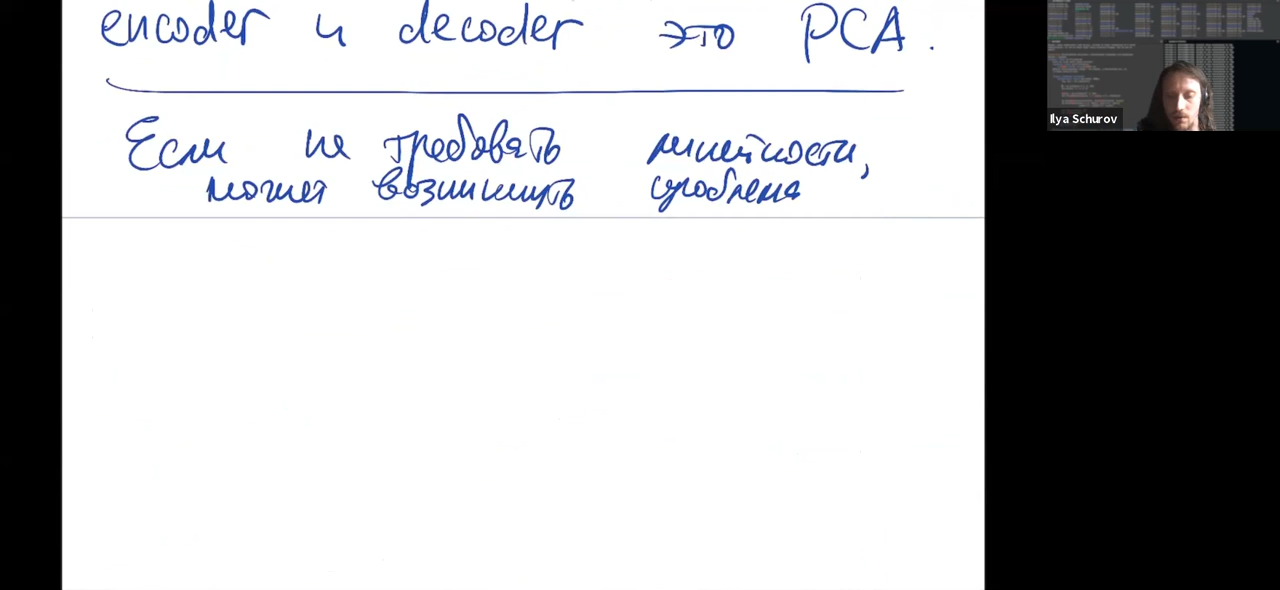 encoder и decoder это PCA.
Если не требовать линейности,
может возникнуть проблема
Ilya Schurov